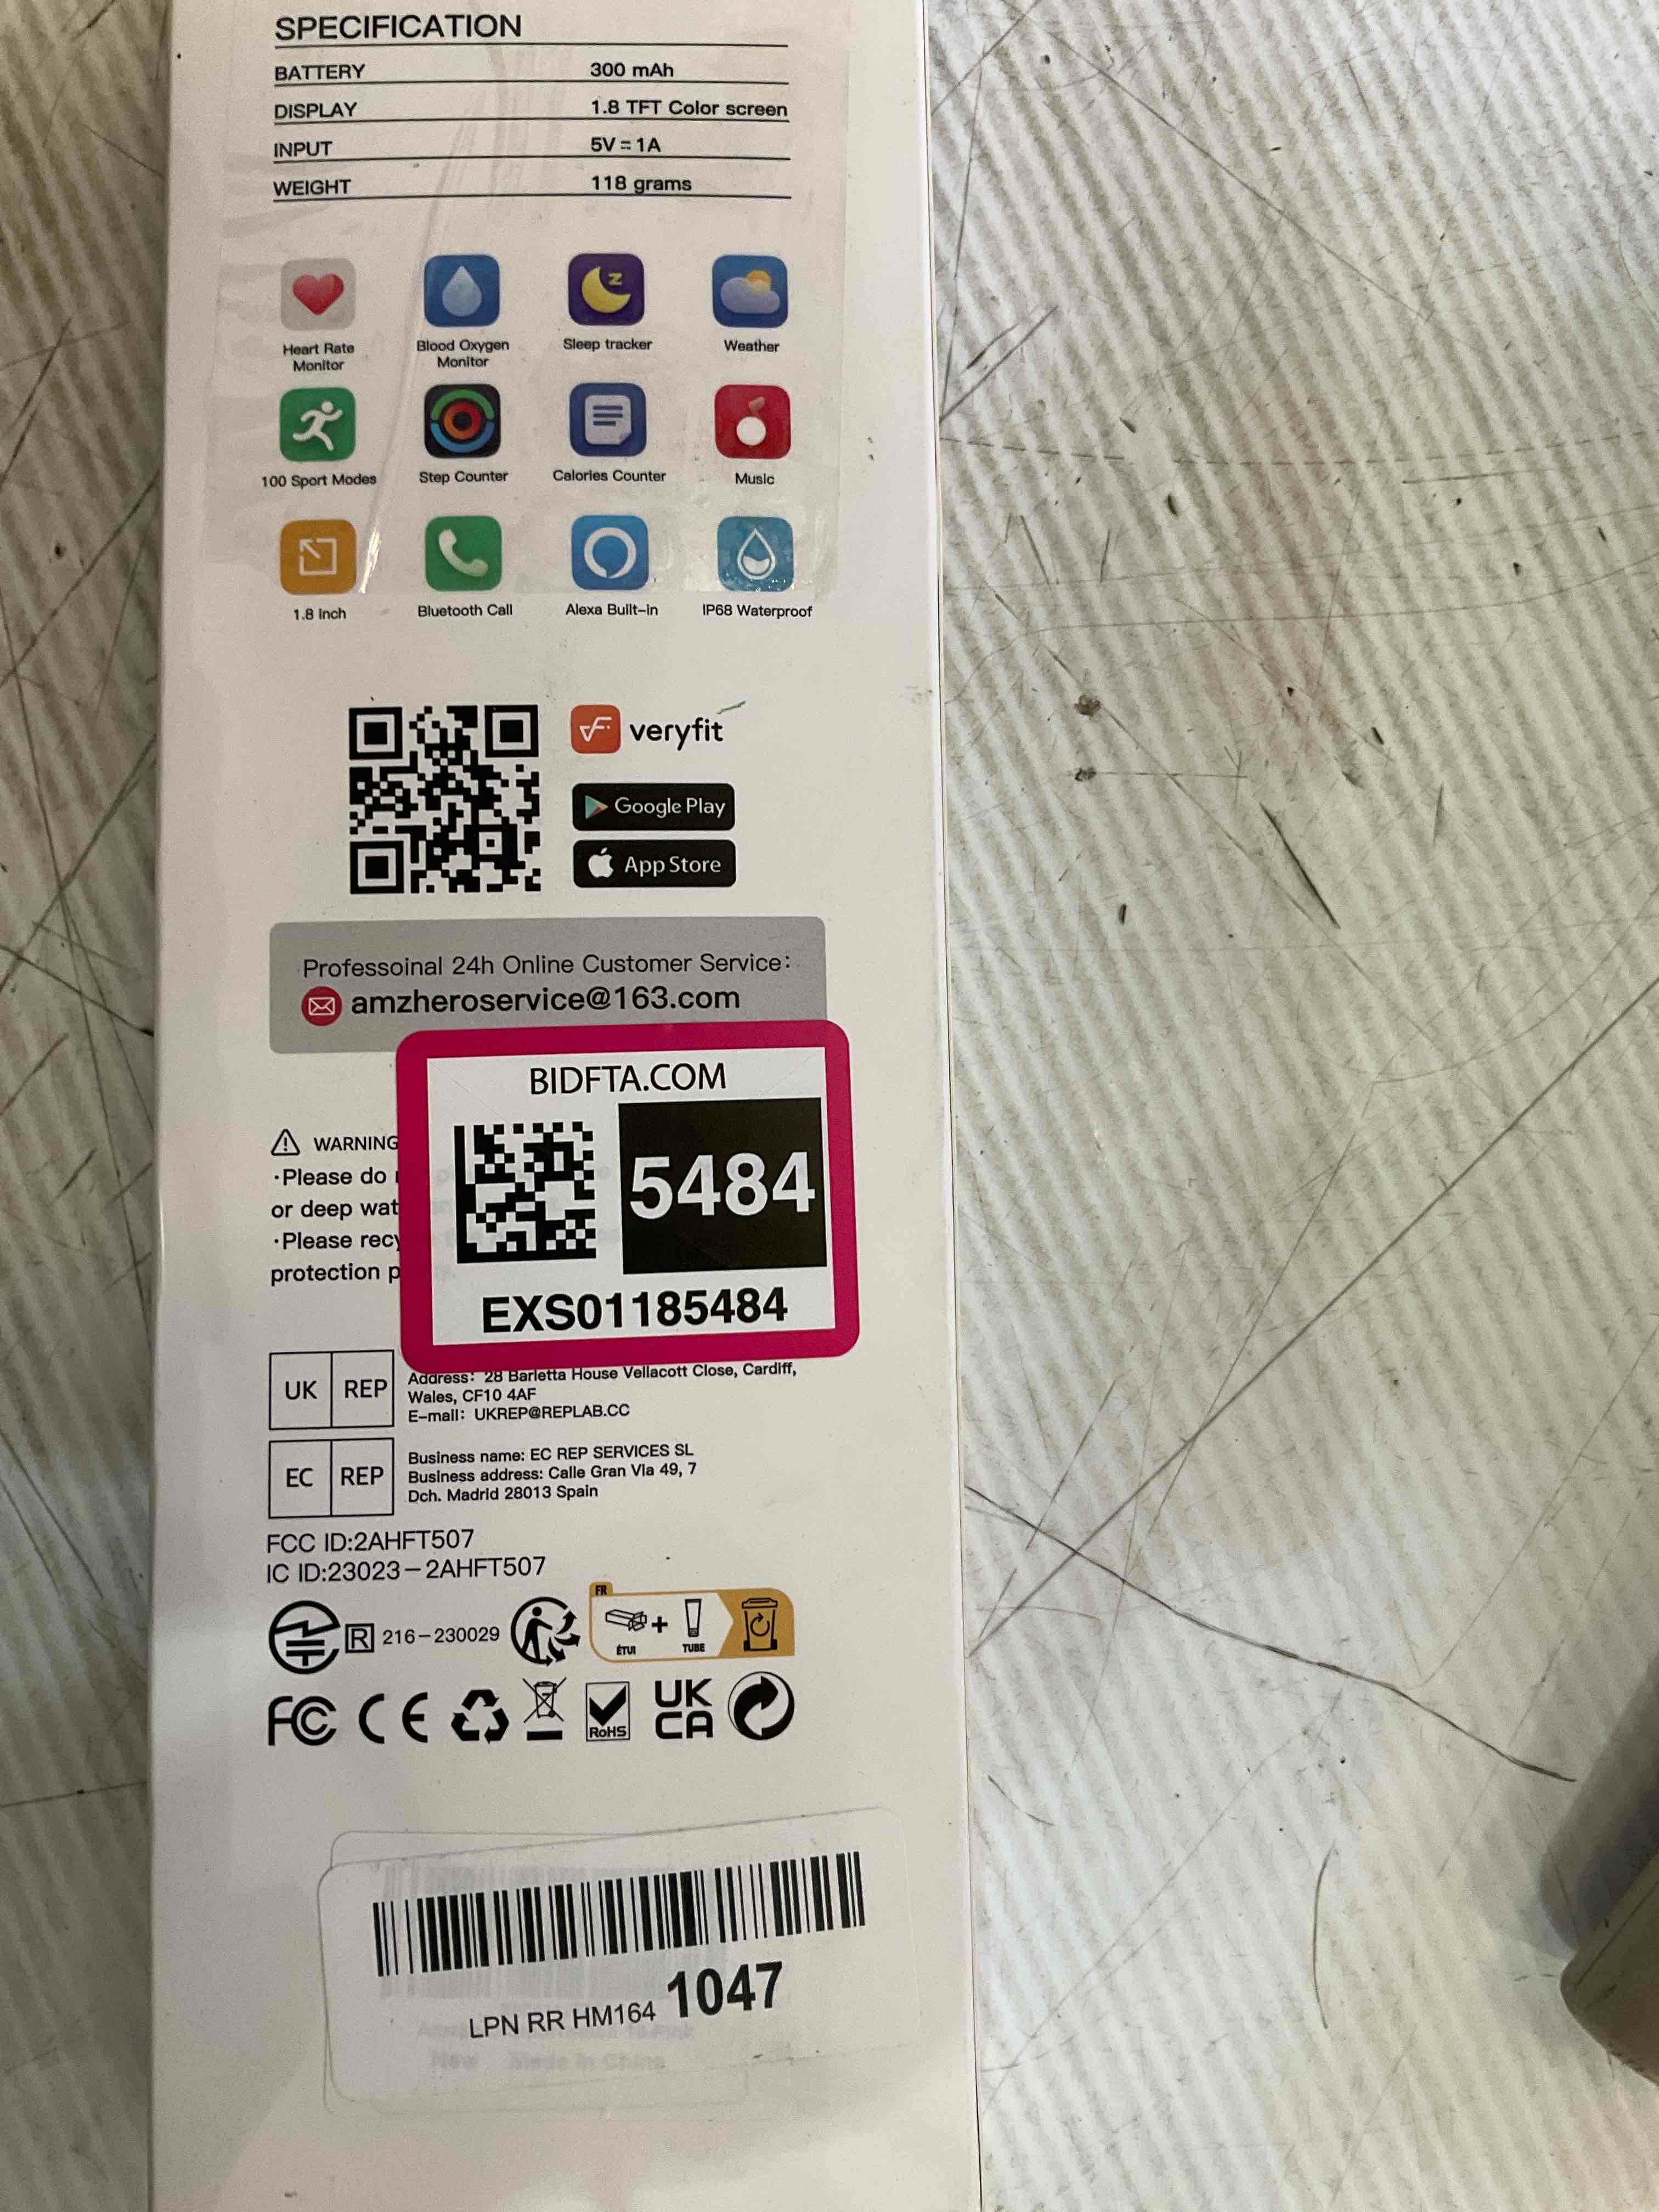 SPECIFICATION
BATTERY 300 mAh
DISPLAY 1.8 TFT Color screen
INPUT 5V = 1A
WEIGHT 118 grams
Heart Rate Monitor
Blood Oxygen Monitor
Sleep tracker
Weather
100 Sport Modes
Step Counter
Calories Counter
Music
1.8 inch
Bluetooth Call
Alexa Built-in
IP68 Waterproof
veryfit
Google Play
App Store
Professoinal 24h Online Customer Service:
amzheroservice@163.com
BIDFTA.COM
5484
EXS01185484
WARNING
·Please do
or deep wat
·Please recy
protection p
UK REP
Address: 28 Barletta House Vellacott Close, Cardiff,
Wales, CF10 4AF
E-mail: UKREP@REPLAB.CC
EC REP
Business name: EC REP SERVICES SL
Business address: Calle Gran Via 49, 7
Dch. Madrid 28013 Spain
FCC ID:2AHFT507
IC ID:23023-2AHFT507
R 216-230029
FR
ÉTUI + TUBE
FC CE RoHS UK CA
LPN RR HM164 1047
New Made in China